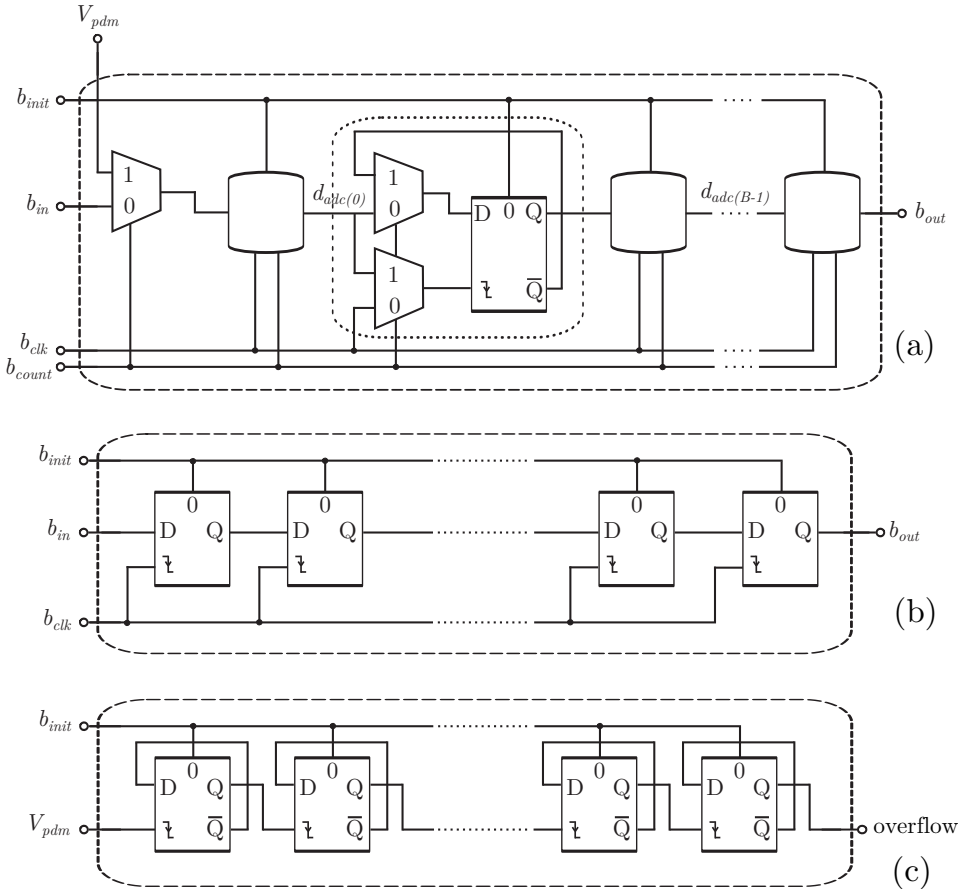 V_pdm
b_init
b_in
1
0
d_adc(0)
1
0
D 0 Q
Q̅
1
0
d_adc(B-1)
b_out
b_clk
b_count
(a)
b_init
0 0 0 0
b_in D Q D Q D Q D Q b_out
b_clk
(b)
b_init
0 0 0 0
D Q D Q D Q D Q
V_pdm Q̅ Q̅ Q̅ Q̅ overflow
(c)